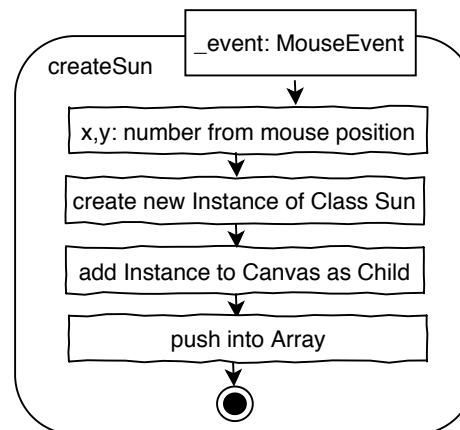 _event: MouseEvent
createSun
x,y: number from mouse position
create new Instance of Class Sun
add Instance to Canvas as Child
push into Array